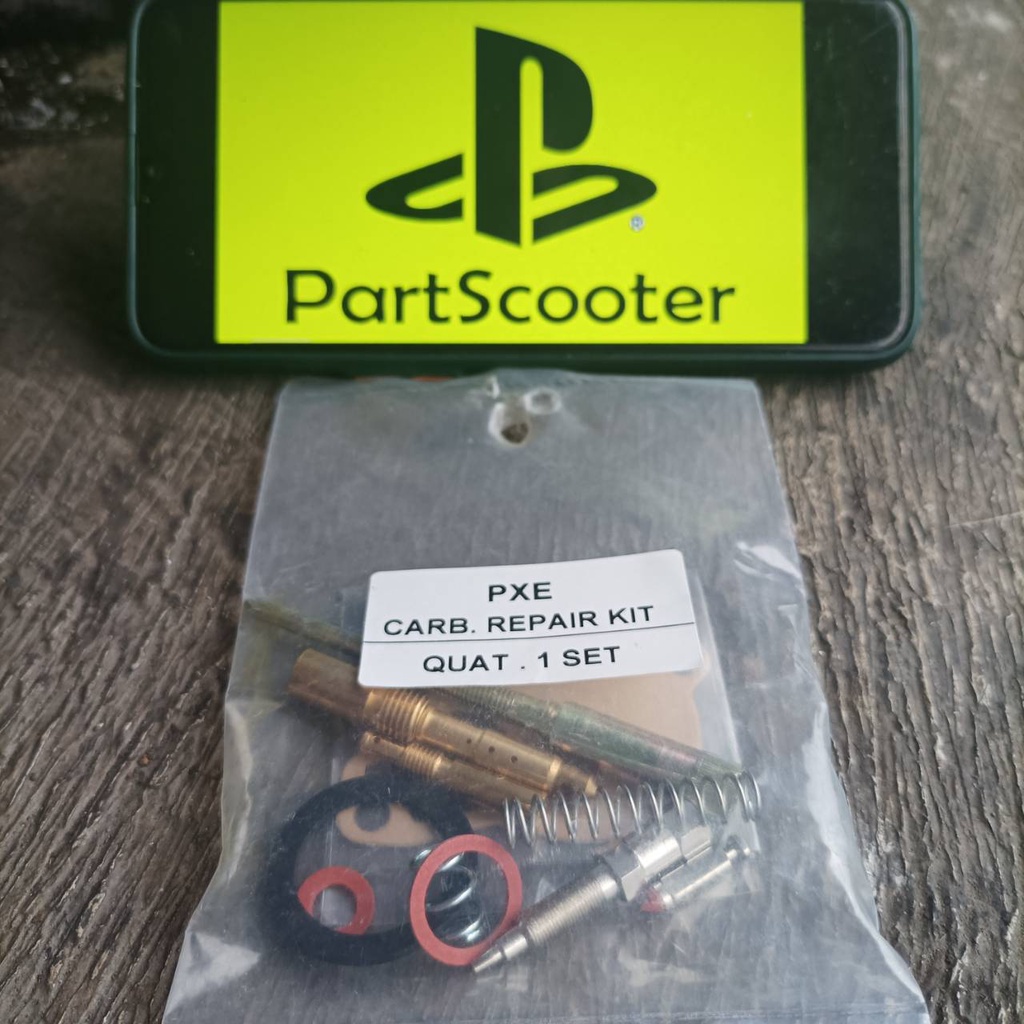 PartScooter
PXE
CARB. REPAIR KIT
QUAT . 1 SET